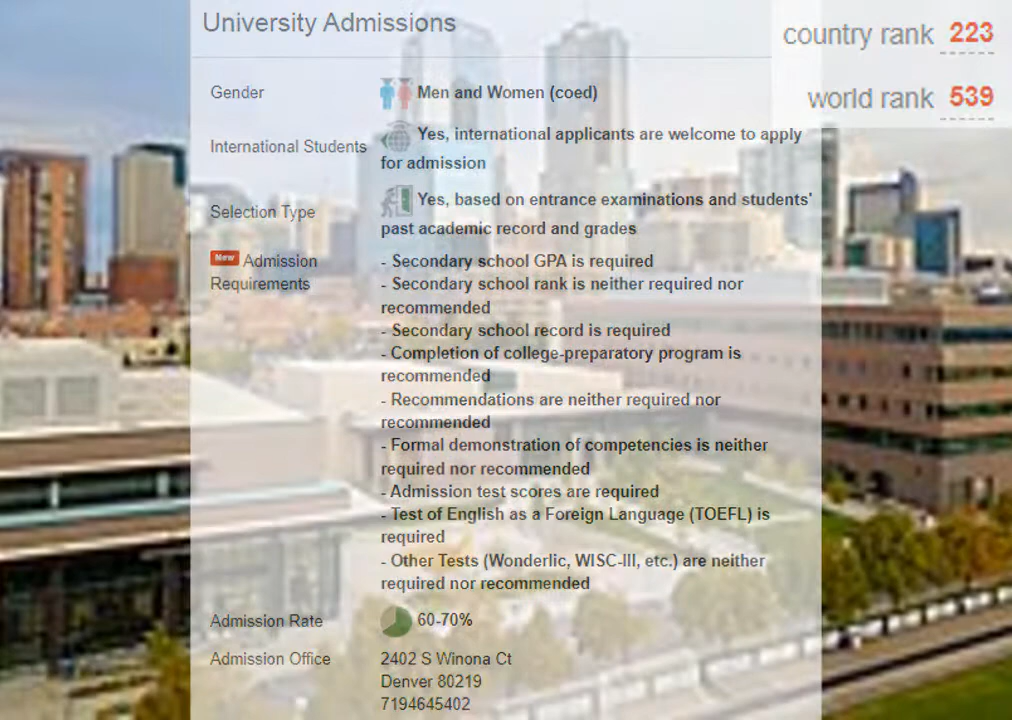 University Admissions
country rank 223
world rank 539
Gender
Men and Women (coed)
International Students
Yes, international applicants are welcome to apply
for admission
Selection Type
Yes, based on entrance examinations and students'
past academic record and grades
New Admission
Requirements
- Secondary school GPA is required
- Secondary school rank is neither required nor
recommended
- Secondary school record is required
- Completion of college-preparatory program is
recommended
- Recommendations are neither required nor
recommended
- Formal demonstration of competencies is neither
required nor recommended
- Admission test scores are required
- Test of English as a Foreign Language (TOEFL) is
required
- Other Tests (Wonderlic, WISC-III, etc.) are neither
required nor recommended
Admission Rate
60-70%
Admission Office
2402 S Winona Ct
Denver 80219
7194645402